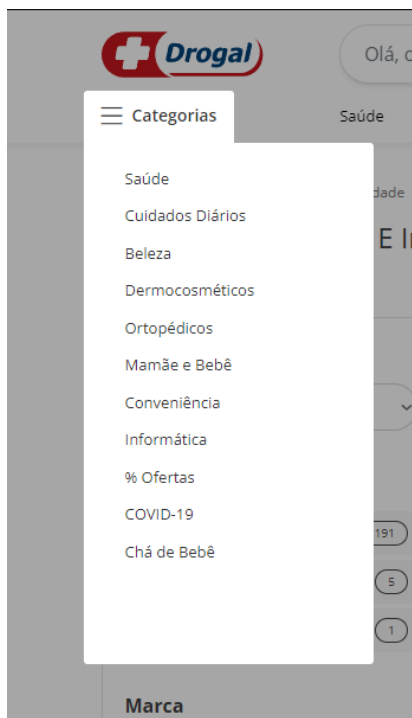 Drogal
Olá, 
Categorias
Saúde
Saúde
dade
Cuidados Diários
E I
Beleza
Dermocosméticos
Ortopédicos
Mamãe e Bebê
Conveniência
Informática
% Ofertas
COVID-19
191
Chá de Bebê
5
1
Marca